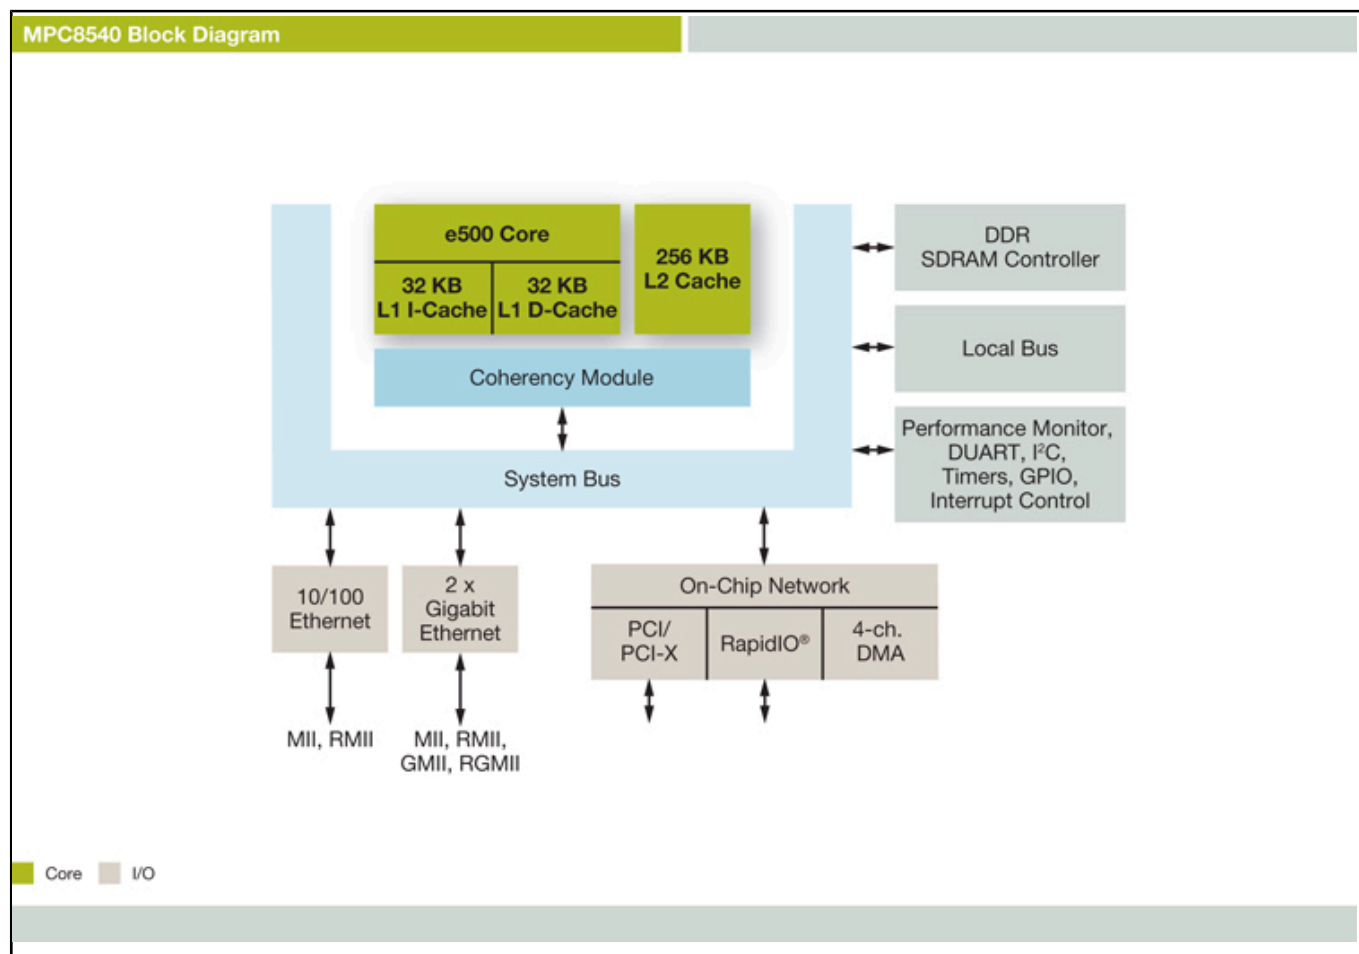 MPC8540 Block Diagram
e500 Core
32 KB
L1 I-Cache
32 KB
L1 D-Cache
256 KB
L2 Cache
Coherency Module
System Bus
DDR
SDRAM Controller
Local Bus
Performance Monitor,
DUART, I²C,
Timers, GPIO,
Interrupt Control
10/100
Ethernet
2 x
Gigabit
Ethernet
On-Chip Network
PCI/
PCI-X
RapidIO®
4-ch.
DMA
MII, RMII
MII, RMII,
GMII, RGMII
Core
I/O